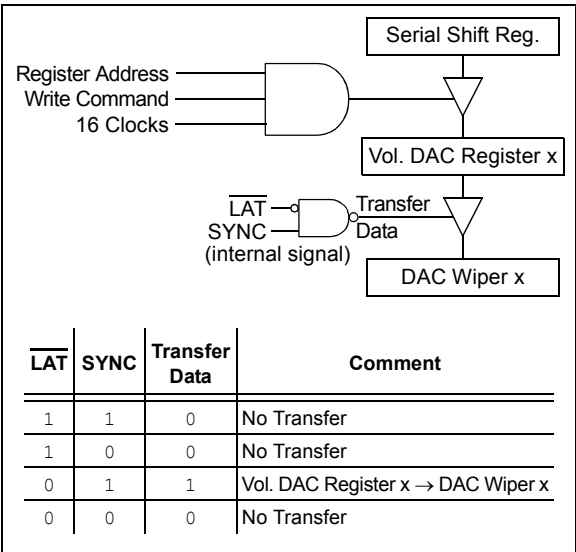 Serial Shift Reg.
Register Address
Write Command
16 Clocks
Vol. DAC Register x
LAT
SYNC
(internal signal)
Transfer
Data
DAC Wiper x
LAT SYNC Transfer Data Comment
1 1 0 No Transfer
1 0 0 No Transfer
0 1 1 Vol. DAC Register x → DAC Wiper x
0 0 0 No Transfer